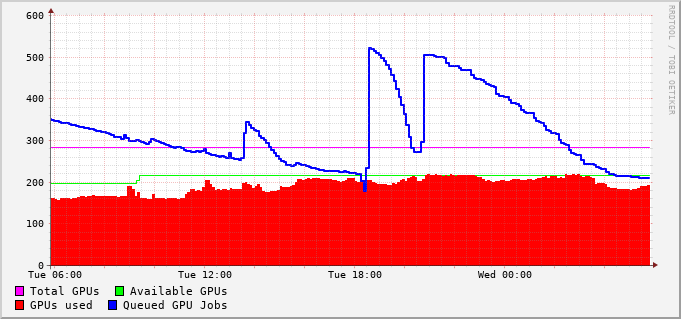 600
500
400
300
200
100
0
Tue 06:00 Tue 12:00 Tue 18:00 Wed 00:00
Total GPUs Available GPUs
GPUs used Queued GPU Jobs
RRDTOOL / TOBI OETIKER